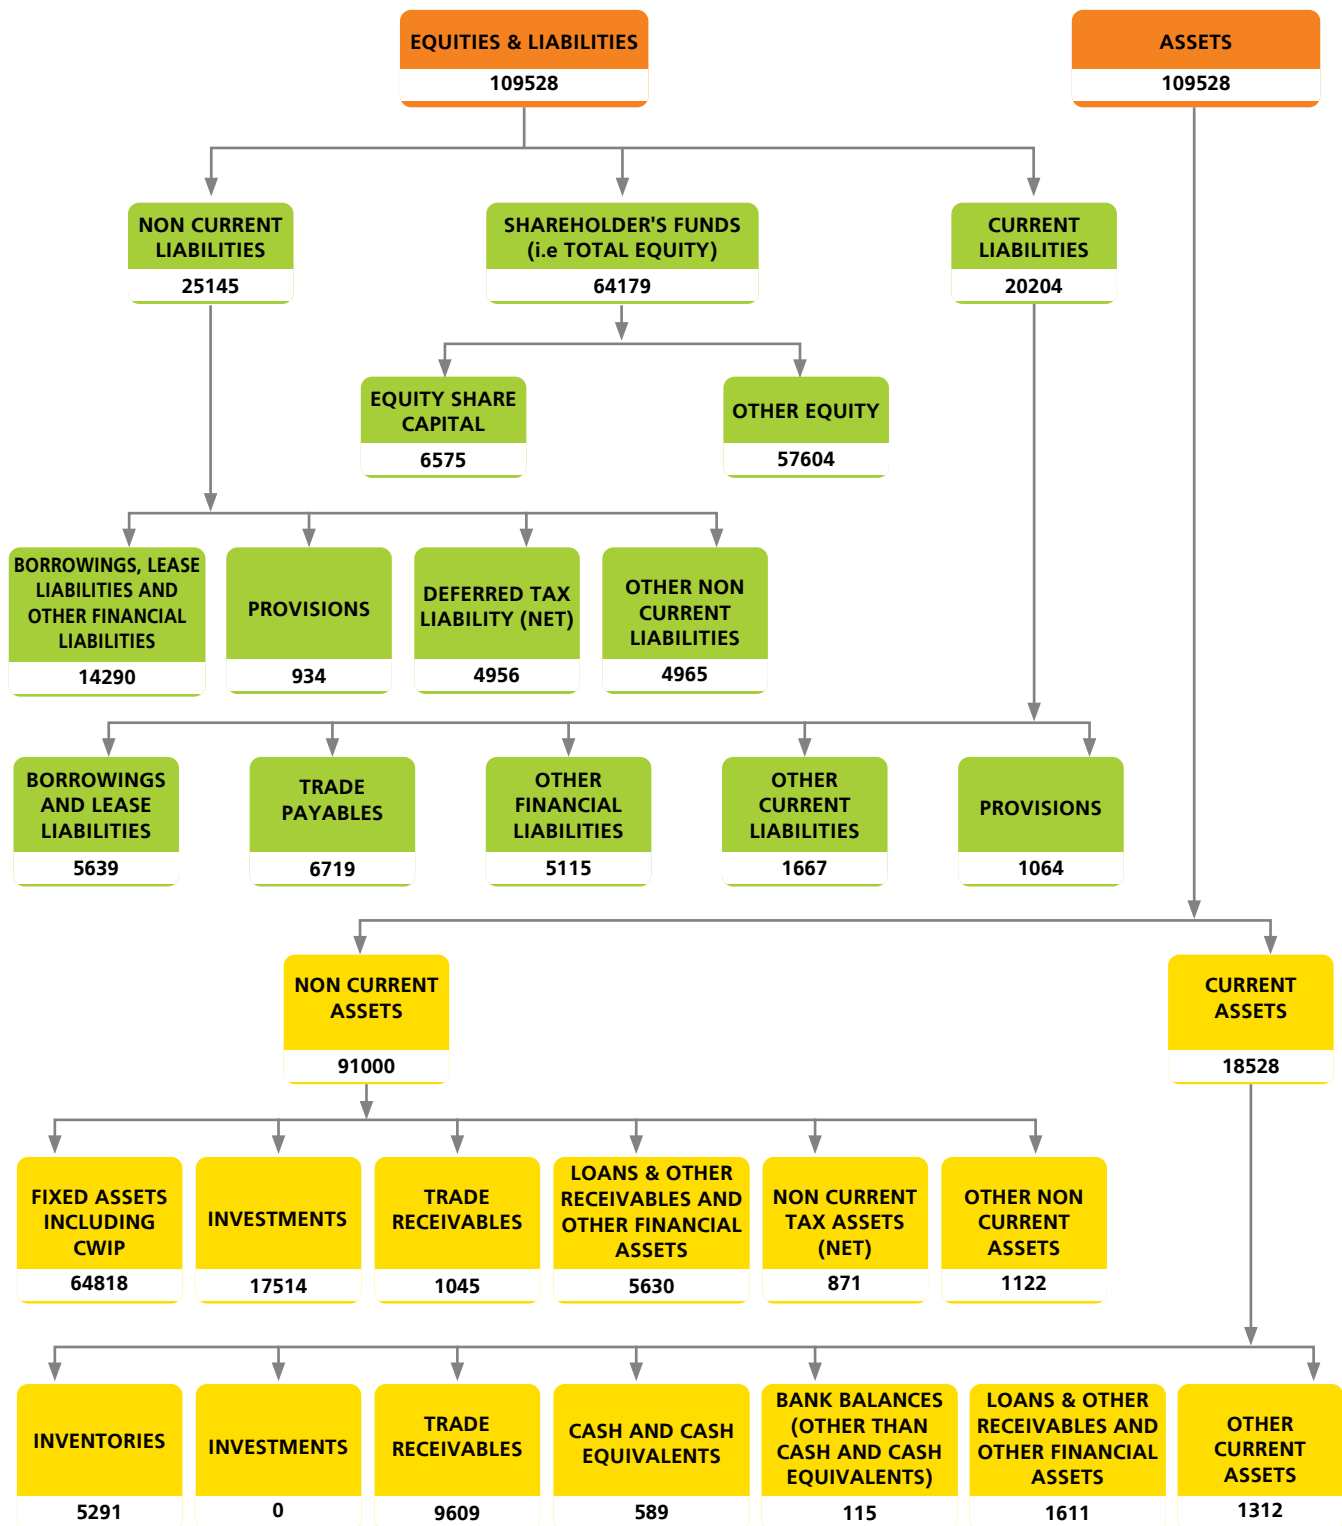 EQUITIES & LIABILITIES
109528
ASSETS
109528
NON CURRENT
LIABILITIES
25145
SHAREHOLDER'S FUNDS
(i.e TOTAL EQUITY)
64179
CURRENT
LIABILITIES
20204
EQUITY SHARE
CAPITAL
6575
OTHER EQUITY
57604
BORROWINGS, LEASE
LIABILITIES AND
OTHER FINANCIAL
LIABILITIES
14290
PROVISIONS
934
DEFERRED TAX
LIABILITY (NET)
4956
OTHER NON
CURRENT
LIABILITIES
4965
BORROWINGS
AND LEASE
LIABILITIES
5639
TRADE
PAYABLES
6719
OTHER
FINANCIAL
LIABILITIES
5115
OTHER
CURRENT
LIABILITIES
1667
PROVISIONS
1064
NON CURRENT
ASSETS
91000
CURRENT
ASSETS
18528
FIXED ASSETS
INCLUDING
CWIP
64818
INVESTMENTS
17514
TRADE
RECEIVABLES
1045
LOANS & OTHER
RECEIVABLES AND
OTHER FINANCIAL
ASSETS
5630
NON CURRENT
TAX ASSETS
(NET)
871
OTHER NON
CURRENT
ASSETS
1122
INVENTORIES
5291
INVESTMENTS
0
TRADE
RECEIVABLES
9609
CASH AND CASH
EQUIVALENTS
589
BANK BALANCES
(OTHER THAN
CASH AND CASH
EQUIVALENTS)
115
LOANS & OTHER
RECEIVABLES AND
OTHER FINANCIAL
ASSETS
1611
OTHER
CURRENT
ASSETS
1312